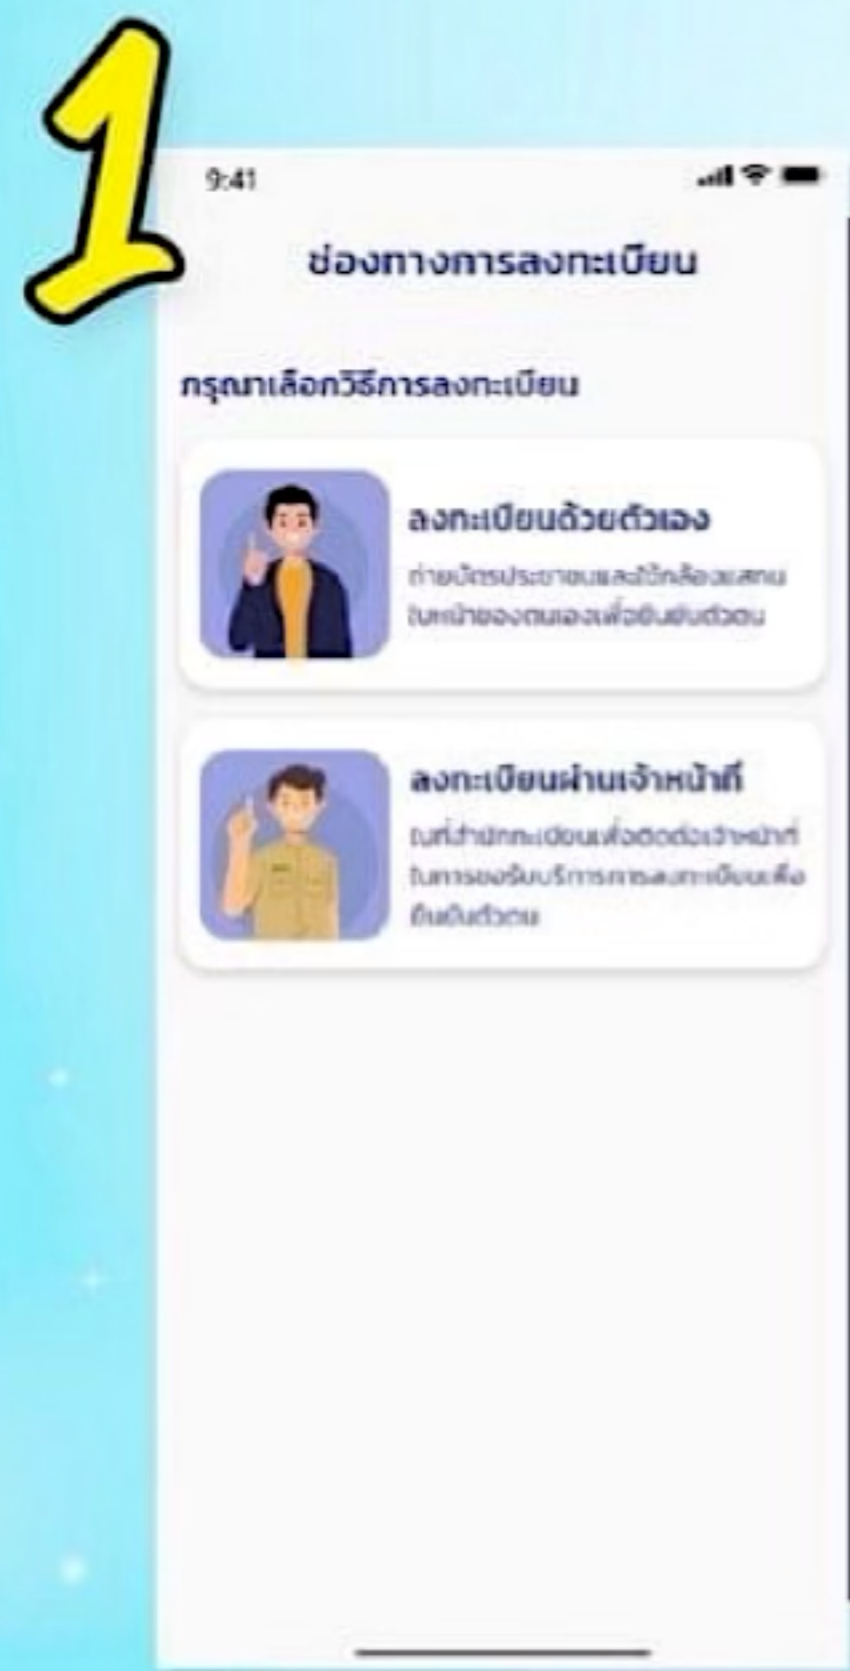 1
9:41
ช่องทางการลงทะเบียน
กรุณาเลือกวิธีการลงทะเบียน
ลงทะเบียนด้วยตัวเอง
ถ่ายบัตรประชาชนและใช้กล้องแสกน
ใบหน้าของตนเองเพื่อยืนยันตัวตน
ลงทะเบียนผ่านเจ้าหน้าที่
ไปที่สำนักทะเบียนเพื่อติดต่อเจ้าหน้าที่
ในการขอรับบริการการลงทะเบียนเพื่อ
ยืนยันตัวตน